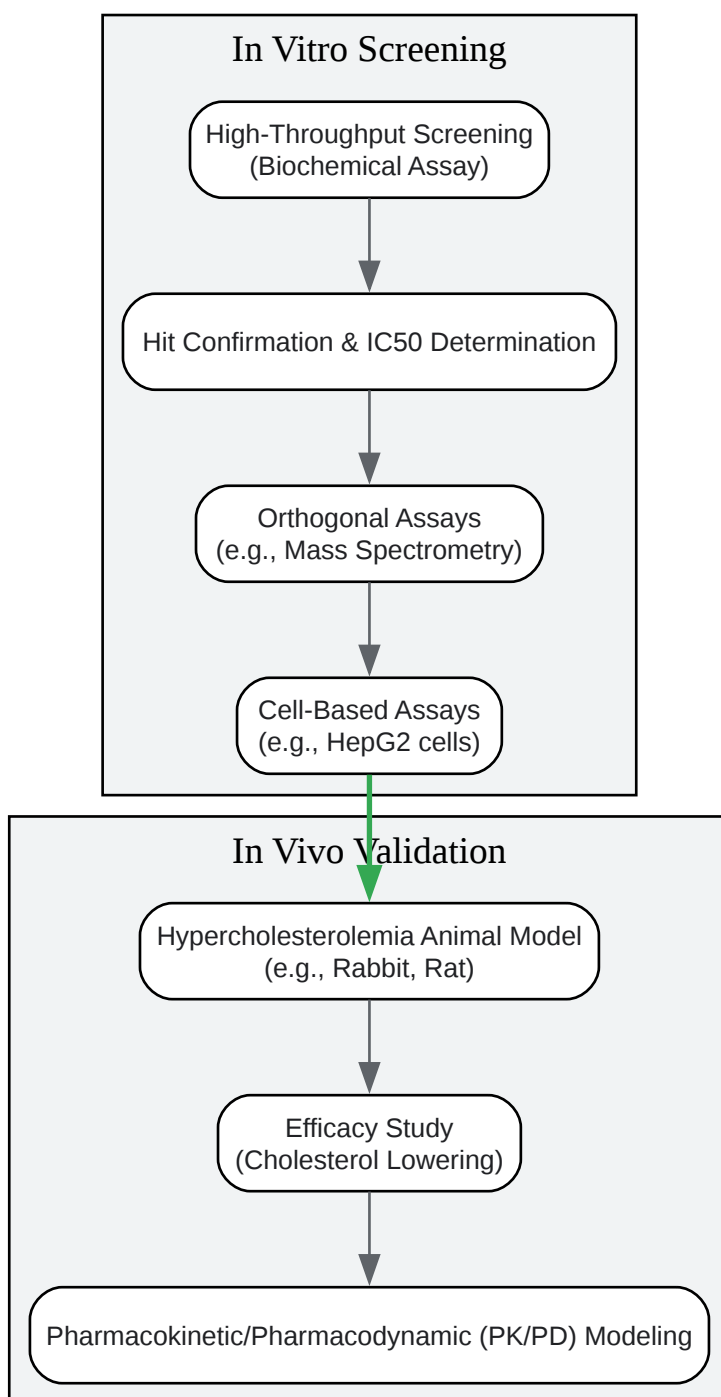 In Vitro Screening
High-Throughput Screening
(Biochemical Assay)
Hit Confirmation & IC50 Determination
Orthogonal Assays
(e.g., Mass Spectrometry)
Cell-Based Assays
(e.g., HepG2 cells)
In Vivo Validation
Hypercholesterolemia Animal Model
(e.g., Rabbit, Rat)
Efficacy Study
(Cholesterol Lowering)
Pharmacokinetic/Pharmacodynamic (PK/PD) Modeling